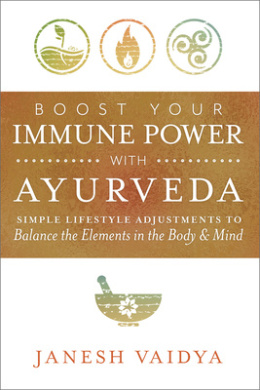 BOOST YOUR
IMMUNE POWER
WITH
AYURVEDA
SIMPLE LIFESTYLE ADJUSTMENTS TO
Balance the Elements in the Body & Mind
JANESH VAIDYA